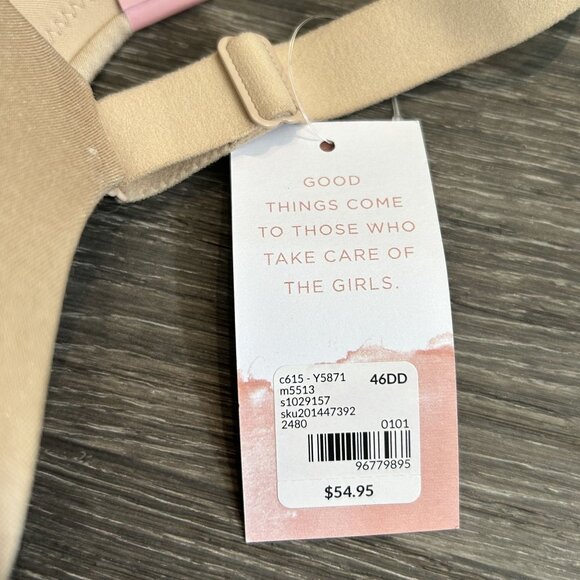 GOOD
THINGS COME
TO THOSE WHO
TAKE CARE OF
THE GIRLS.
c615 - Y5871 46DD
m5513
s1029157
sku201447392
2480 0101
96779895
$54.95